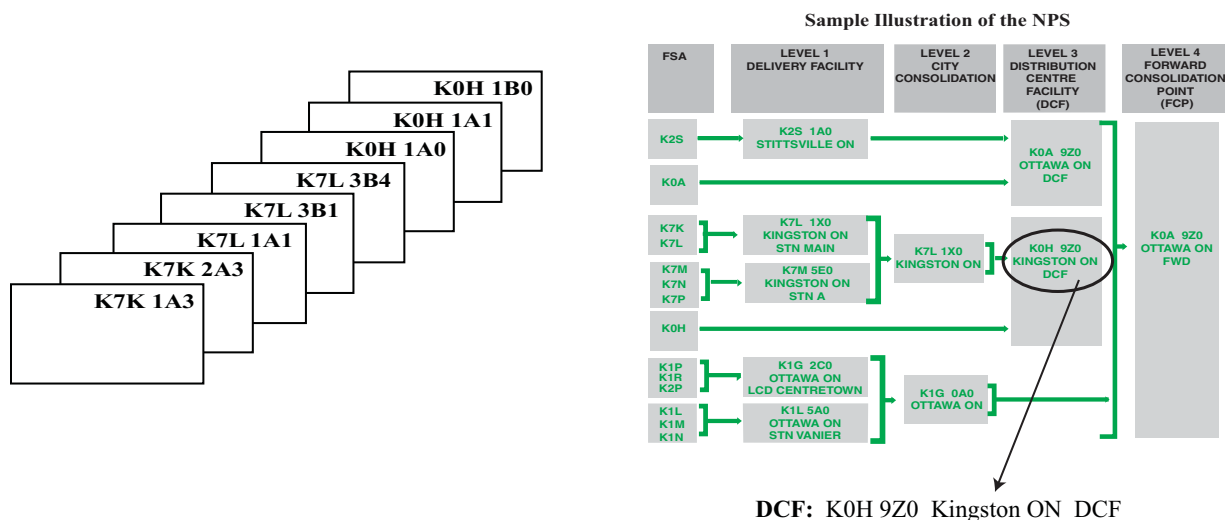 K0H 1B0
K0H 1A1
K0H 1A0
K7L 3B4
K7L 3B1
K7L 1A1
K7K 2A3
K7K 1A3
Sample Illustration of the NPS
FSA
LEVEL 1
DELIVERY FACILITY
LEVEL 2
CITY
CONSOLIDATION
LEVEL 3
DISTRIBUTION
CENTRE
FACILITY
(DCF)
LEVEL 4
FORWARD
CONSOLIDATION
POINT
(FCP)
K2S
K2S 1A0
STITTSVILLE ON
K0A 9Z0
OTTAWA ON
DCF
K0A
K7K
K7L
K7L 1X0
KINGSTON ON
STN MAIN
K7M
K7N
K7P
K7M 5E0
KINGSTON ON
STN A
K7L 1X0
KINGSTON ON
K0H 9Z0
KINGSTON ON
DCF
K0A 9Z0
OTTAWA ON
FWD
K0H
K1P
K1R
K2P
K1G 2C0
OTTAWA ON
LCD CENTRETOWN
K1L
K1M
K1N
K1L 5A0
OTTAWA ON
STN VANIER
K1G 0A0
OTTAWA ON
DCF: K0H 9Z0 Kingston ON DCF